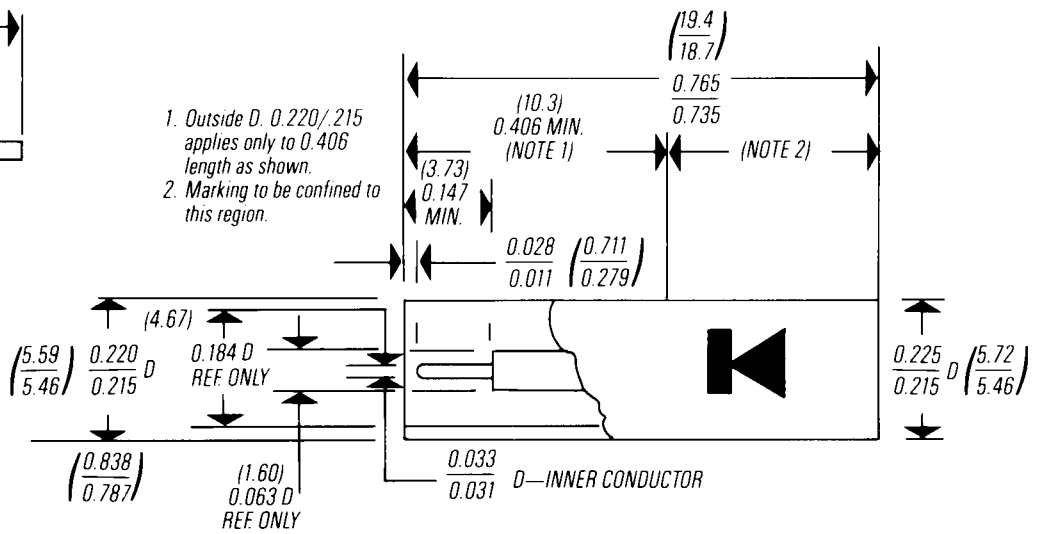 (19.4
18.7)
0.765
0.735
(10.3)
0.406 MIN.
(NOTE 1)
(NOTE 2)
1. Outside D. 0.220/.215
applies only to 0.406
length as shown.
2. Marking to be confined to
this region.
(3.73)
0.147
MIN.
0.028
0.011
(0.711
0.279)
(5.59
5.46)
0.220
0.215 D
(4.67)
0.184 D
REF. ONLY
0.225
0.215 D
(5.72
5.46)
(0.838
0.787)
(1.60)
0.063 D
REF. ONLY
0.033
0.031 D—INNER CONDUCTOR